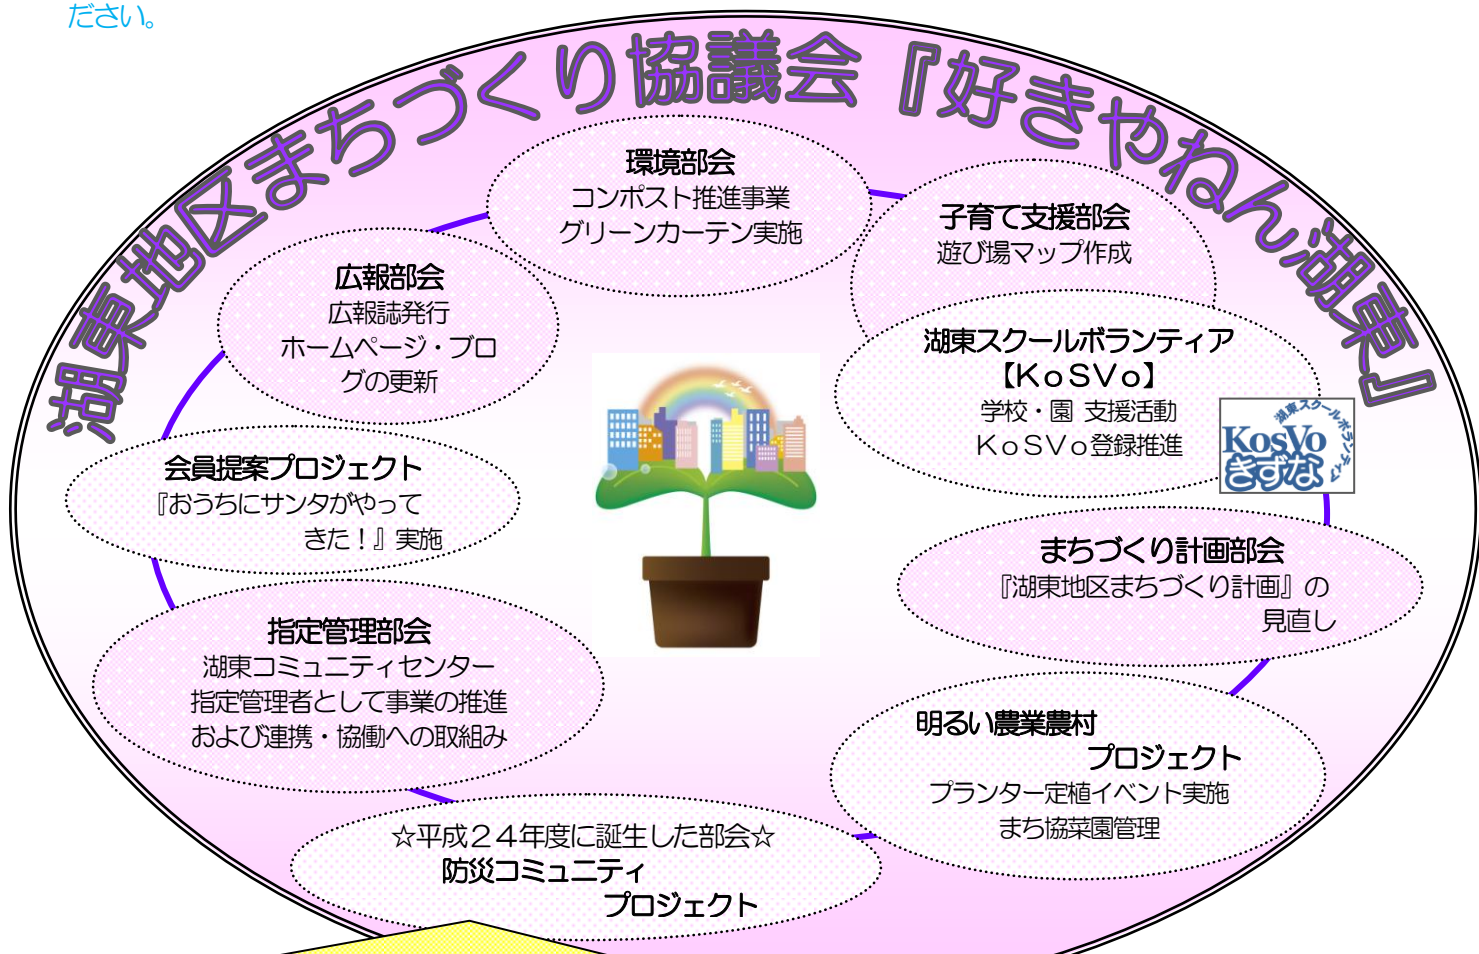 ださい。
湖東地区まちづくり協議会『好きやねん湖東』
環境部会
コンポスト推進事業
グリーンカーテン実施
子育て支援部会
遊び場マップ作成
広報部会
広報誌発行
ホームページ・ブロ
グの更新
湖東スクールボランティア
【KoSVo】
学校・園 支援活動
KoSVo登録推進
湖東スクールボランティア
KosVo
きずな
会員提案プロジェクト
『おうちにサンタがやって
きた!』実施
まちづくり計画部会
『湖東地区まちづくり計画』の
見直し
指定管理部会
湖東コミュニティセンター
指定管理者として事業の推進
および連携・協働への取組み
明るい農業農村
プロジェクト
プランター定植イベント実施
まち協菜園管理
☆平成24年度に誕生した部会☆
防災コミュニティ
プロジェクト